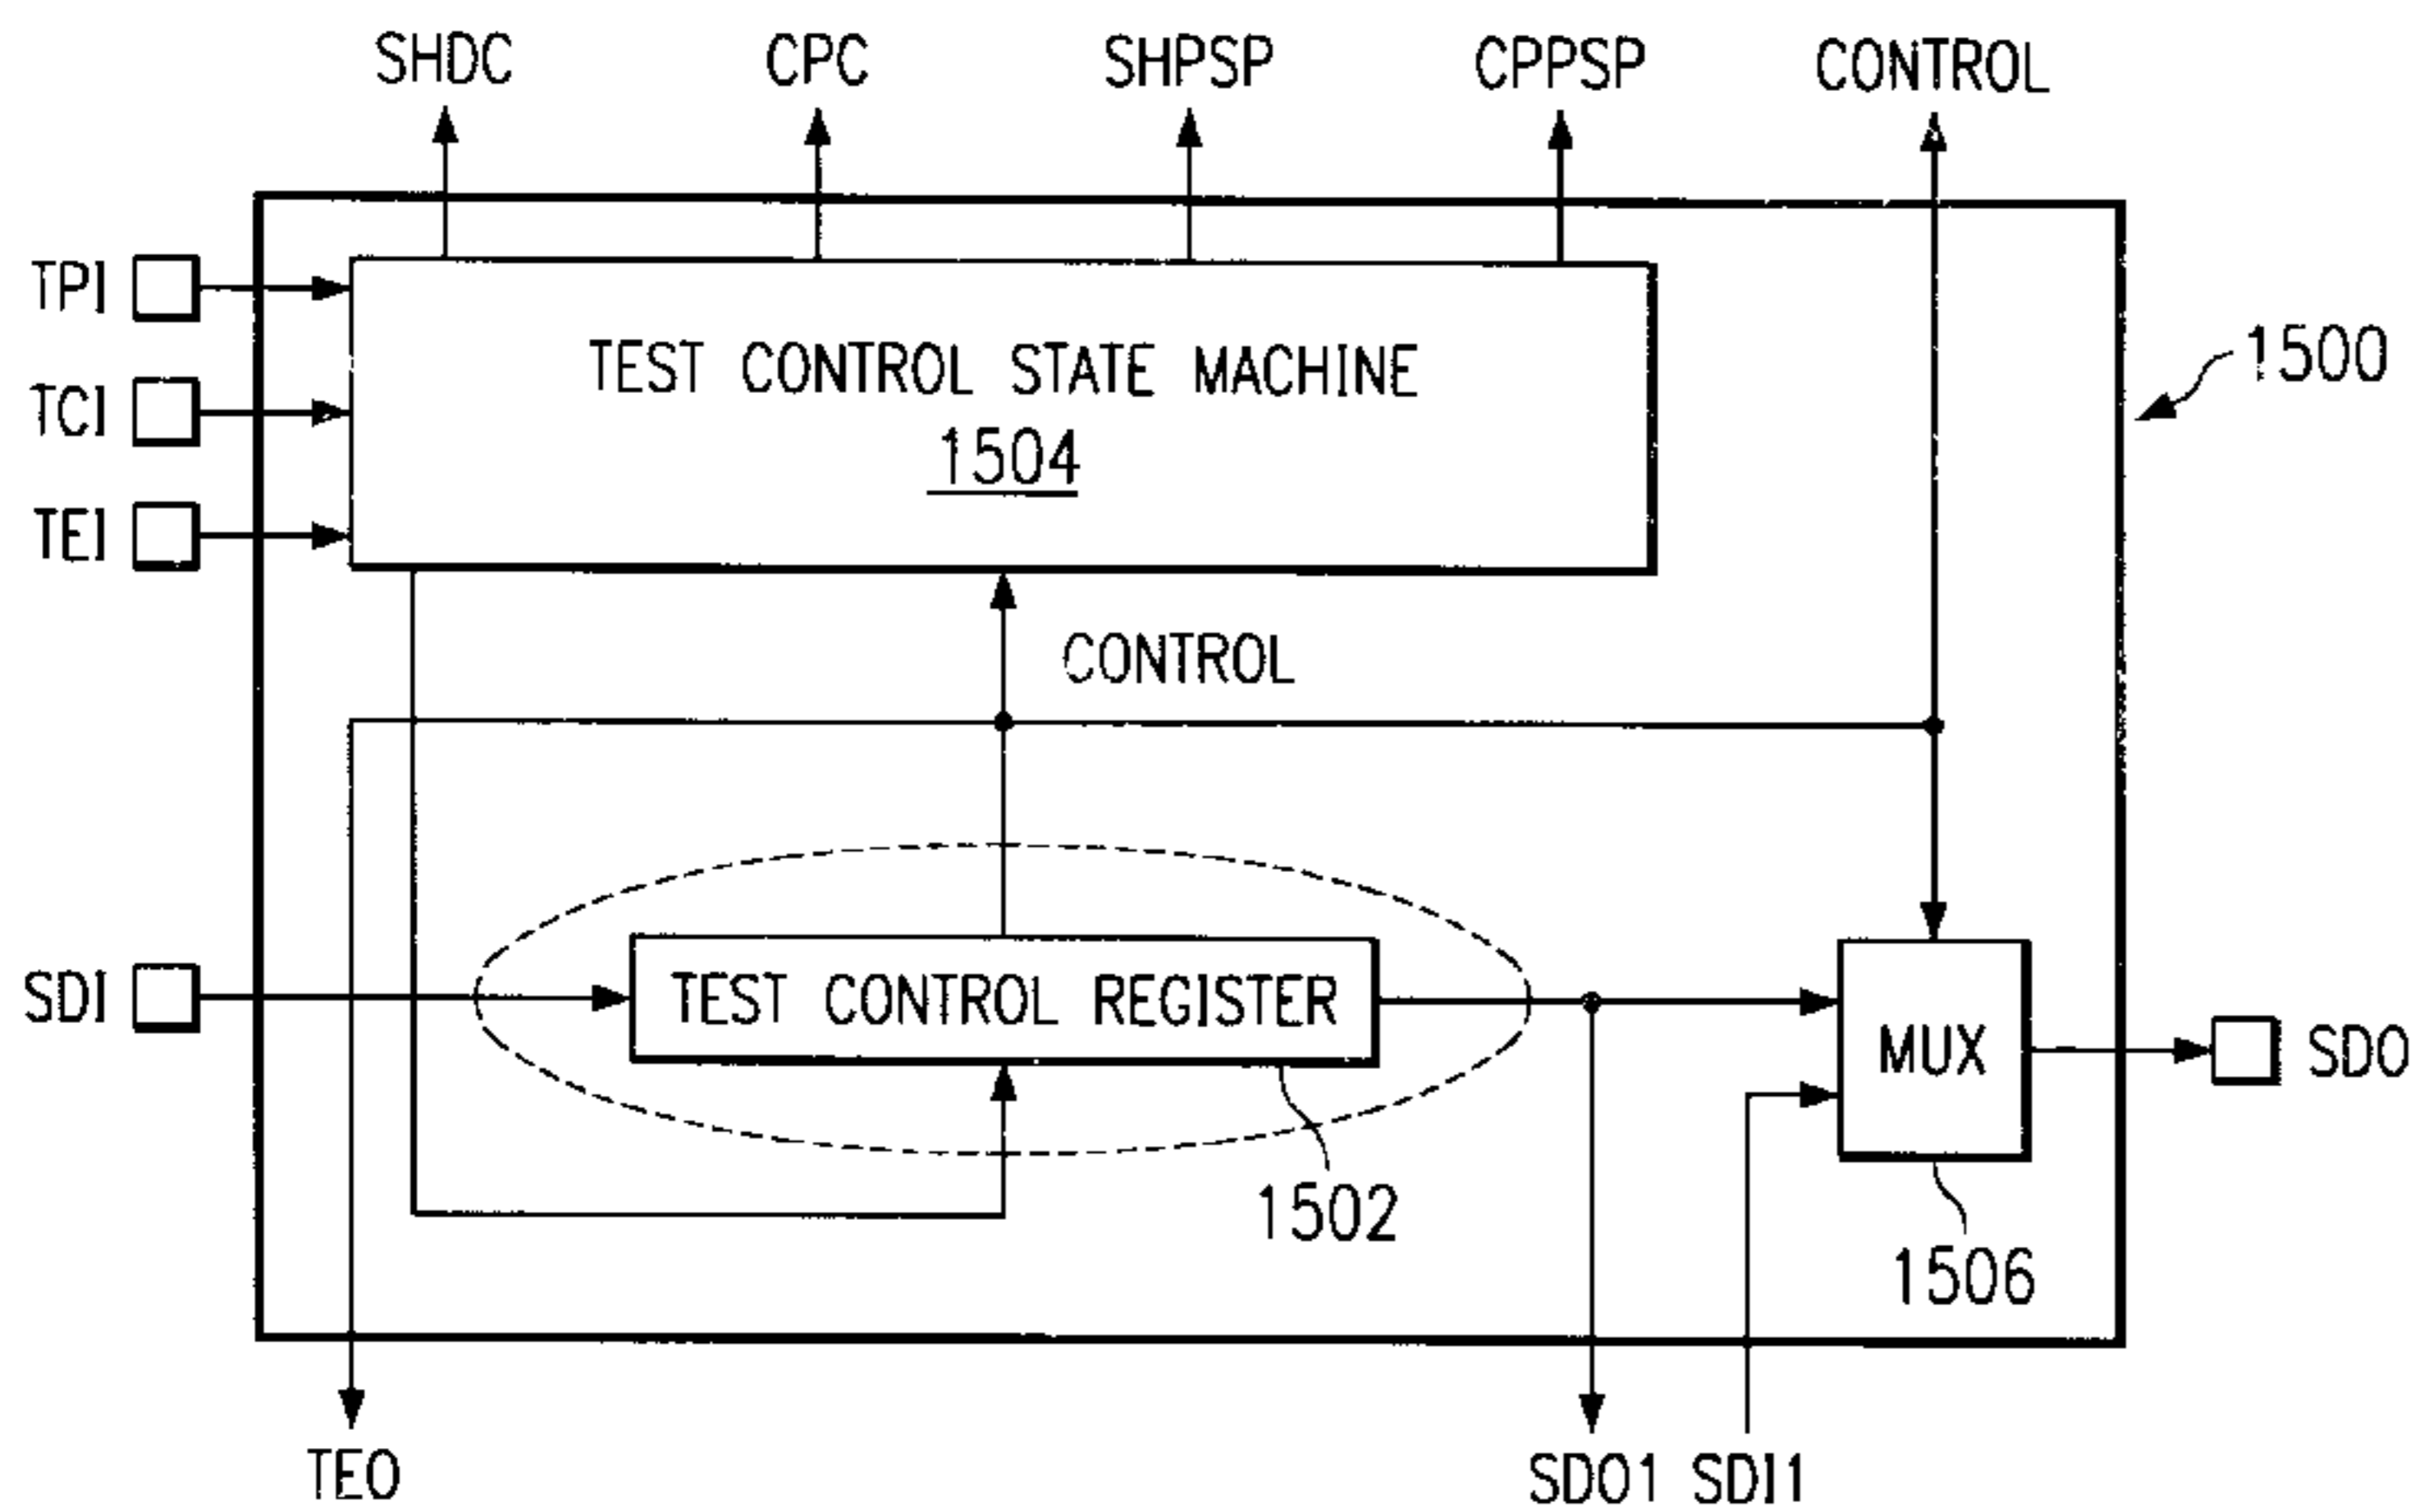 SHDC CPC SHPSP CPPSP CONTROL
TPI
TEST CONTROL STATE MACHINE
1500
TCI
1504
TEI
CONTROL
SDI
TEST CONTROL REGISTER
MUX
SDO
1502
1506
TEO
SDO1 SDI1